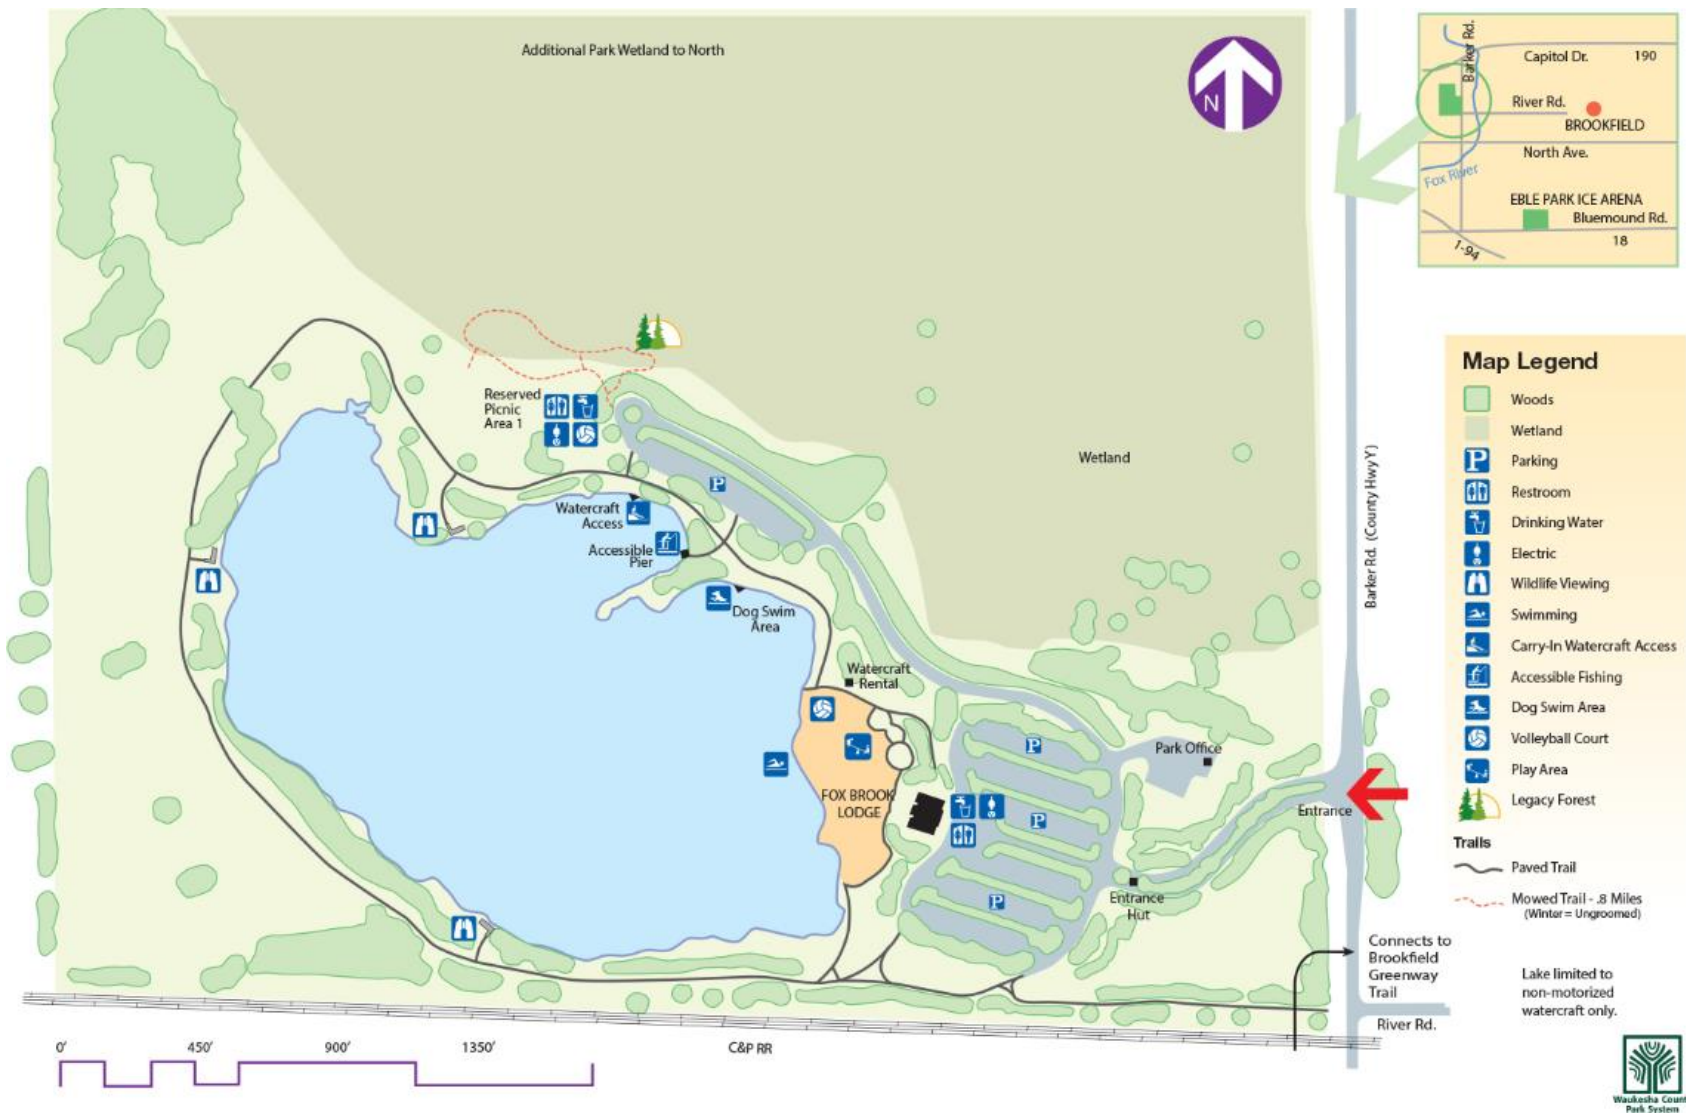 Additional Park Wetland to North
N
Barker Rd.
Capitol Dr. 190
River Rd.
BROOKFIELD
North Ave.
Fox River
EBLE PARK ICE ARENA
Bluemound Rd.
18
1-94
Reserved
Picnic
Area 1
Wetland
P
Watercraft
Access
Accessible
Pier
Dog Swim
Area
Watercraft
Rental
Barker Rd. (County Hwy Y)
P
Park Office
FOX BROOK
LODGE
P
Entrance
P
Entrance
Hut
Connects to
Brookfield
Greenway
Trail
River Rd.
C&P RR
0' 450' 900' 1350'
Map Legend
Woods
Wetland
P Parking
Restroom
Drinking Water
Electric
Wildlife Viewing
Swimming
Carry-In Watercraft Access
Accessible Fishing
Dog Swim Area
Volleyball Court
Play Area
Legacy Forest
Trails
Paved Trail
Mowed Trail - .8 Miles
(Winter = Ungroomed)
Lake limited to
non-motorized
watercraft only.
Waukesha Coun
Park System